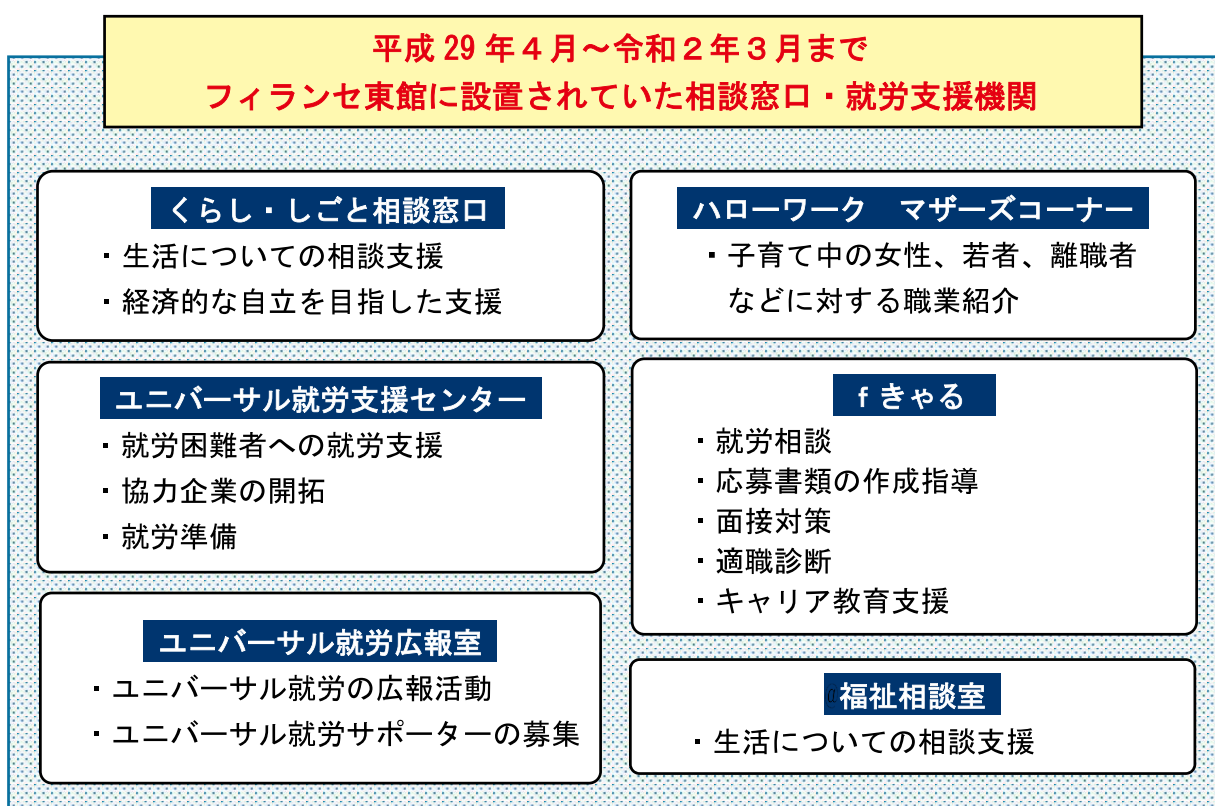 平成 29 年４月～令和２年３月まで
フィランセ東館に設置されていた相談窓口・就労支援機関
くらし・しごと相談窓口
・生活についての相談支援
・経済的な自立を目指した支援
ハローワーク　マザーズコーナー
・子育て中の女性、若者、離職者
などに対する職業紹介
ユニバーサル就労支援センター
・就労困難者への就労支援
・協力企業の開拓
・就労準備
ｆきゃる
・就労相談
・応募書類の作成指導
・面接対策
・適職診断
・キャリア教育支援
ユニバーサル就労広報室
・ユニバーサル就労の広報活動
・ユニバーサル就労サポーターの募集
福祉相談室
・生活についての相談支援